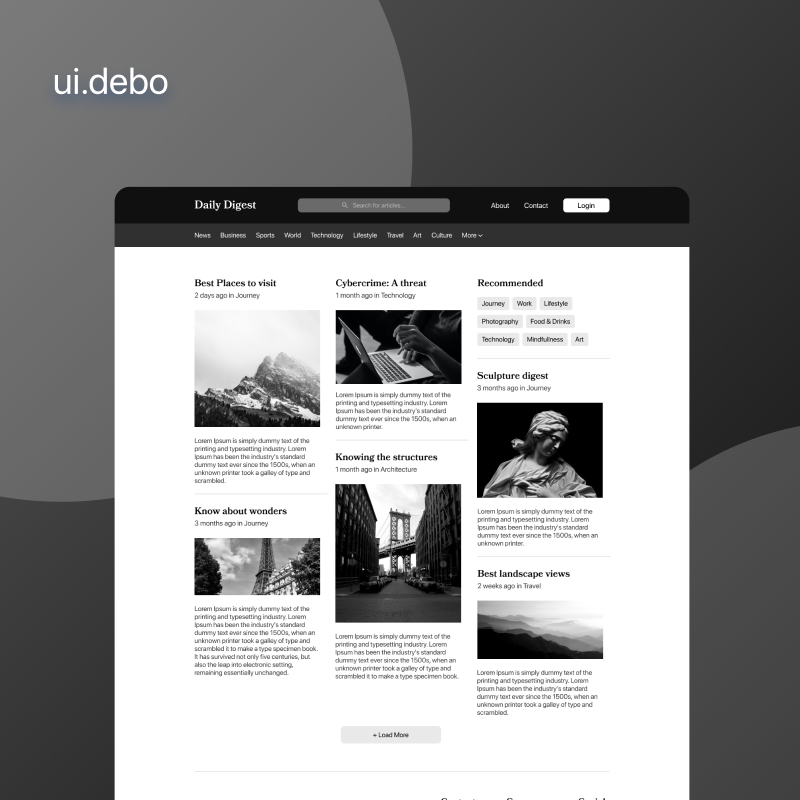 ui.debo
Daily Digest
Search for articles...
About
Contact
Login
News
Business
Sports
World
Technology
Lifestyle
Travel
Art
Culture
More
Best Places to visit
2 days ago in Journey
Lorem Ipsum is simply dummy text of the
printing and typesetting industry. Lorem
Ipsum has been the industry's standard
dummy text ever since the 1500s, when an
unknown printer took a galley of type and
scrambled.
Know about wonders
3 months ago in Journey
Lorem Ipsum is simply dummy text of the
printing and typesetting industry. Lorem
Ipsum has been the industry's standard
dummy text ever since the 1500s, when an
unknown printer took a galley of type and
scrambled it to make a type specimen book.
It has survived not only five centuries, but
also the leap into electronic setting,
remaining essentially unchanged.
Cybercrime: A threat
1 month ago in Technology
Lorem Ipsum is simply dummy text of the
printing and typesetting industry. Lorem
Ipsum has been the industry's standard
dummy text ever since the 1500s, when an
unknown printer.
Knowing the structures
1 month ago in Architecture
Lorem Ipsum is simply dummy text of the
printing and typesetting industry. Lorem
Ipsum has been the industry's standard
dummy text ever since the 1500s, when an
unknown printer took a galley of type and
scrambled it to make a type specimen book.
Recommended
Journey
Work
Lifestyle
Photography
Food & Drinks
Technology
Mindfullness
Art
Sculpture digest
3 months ago in Journey
Lorem Ipsum is simply dummy text of the
printing and typesetting industry. Lorem
Ipsum has been the industry's standard
dummy text ever since the 1500s, when an
unknown printer.
Best landscape views
2 weeks ago in Travel
Lorem Ipsum is simply dummy text of the
printing and typesetting industry. Lorem
Ipsum has been the industry's standard
dummy text ever since the 1500s, when an
unknown printer took a galley of type and
scrambled.
+ Load More